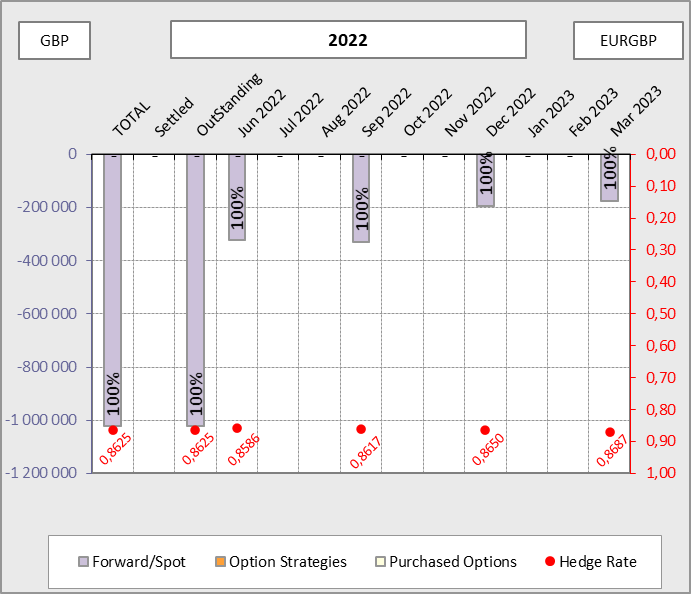 GBP
2022
EURGBP
TOTAL
Settled
OutStanding
Jun 2022
Jul 2022
Aug 2022
Sep 2022
Oct 2022
Nov 2022
Dec 2022
Jan 2023
Feb 2023
Mar 2023
0
-200 000
-400 000
-600 000
-800 000
-1 000 000
-1 200 000
100%
100%
100%
100%
100%
100%
0,8625
0,8625
0,8586
0,8617
0,8650
0,8687
0,00
0,10
0,20
0,30
0,40
0,50
0,60
0,70
0,80
0,90
1,00
Forward/Spot
Option Strategies
Purchased Options
Hedge Rate